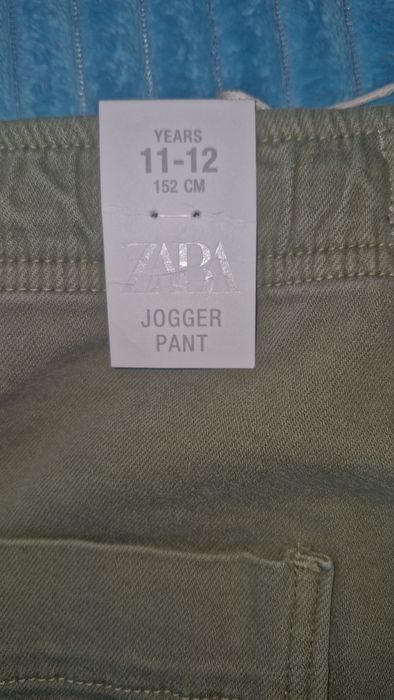 YEARS
11-12
152 CM
ZARA
JOGGER
PANT